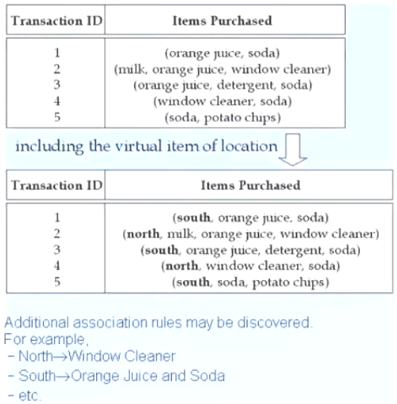 Transaction ID Items Purchased
1 (orange juice, soda)
2 (milk, orange juice, window cleaner)
3 (orange juice, detergent, soda)
4 (window cleaner, soda)
5 (soda, potato chips)
including the virtual item of location
Transaction ID Items Purchased
1 (south, orange juice, soda)
2 (north, milk, orange juice, window cleaner)
3 (south, orange juice, detergent, soda)
4 (north, window cleaner, soda)
5 (south, soda, potato chips)
Additional association rules may be discovered.
For example,
- North→Window Cleaner
- South→Orange Juice and Soda
- etc.